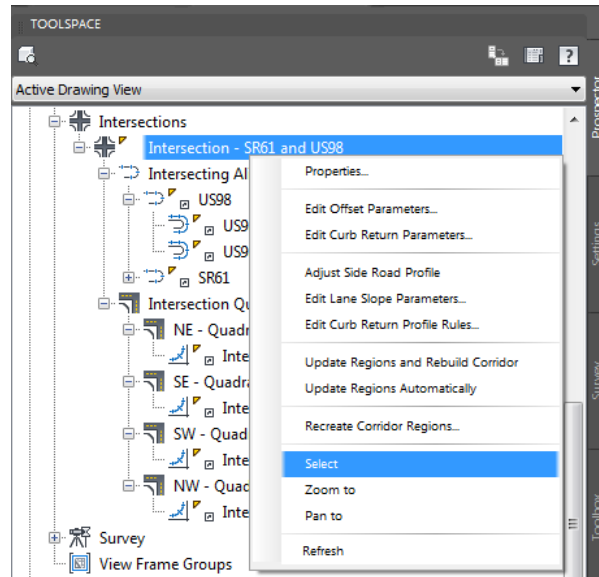 TOOLSPACE
?
Active Drawing View
Intersections
Intersection - SR61 and US98
Intersecting Al
US98
US9
US9
SR61
Intersection Qu
NE - Quadr
Inte
SE - Quadra
Inte
SW - Quad
Inte
NW - Quac
Inte
Survey
View Frame Groups
Properties...
Edit Offset Parameters...
Edit Curb Return Parameters...
Adjust Side Road Profile
Edit Lane Slope Parameters...
Edit Curb Return Profile Rules...
Update Regions and Rebuild Corridor
Update Regions Automatically
Recreate Corridor Regions...
Select
Zoom to
Pan to
Refresh
Prospector
Settings
Survey
Toolbox